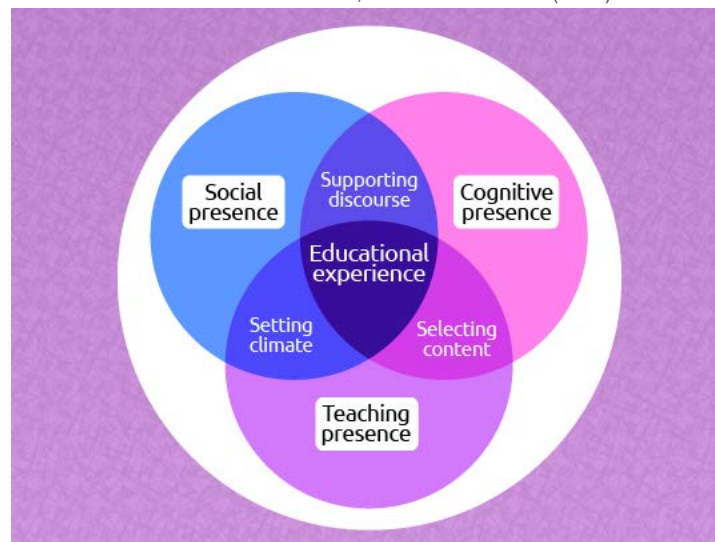 Supporting
discourse
Social
presence
Cognitive
presence
Educational
experience
Setting
climate
Selecting
content
Teaching
presence